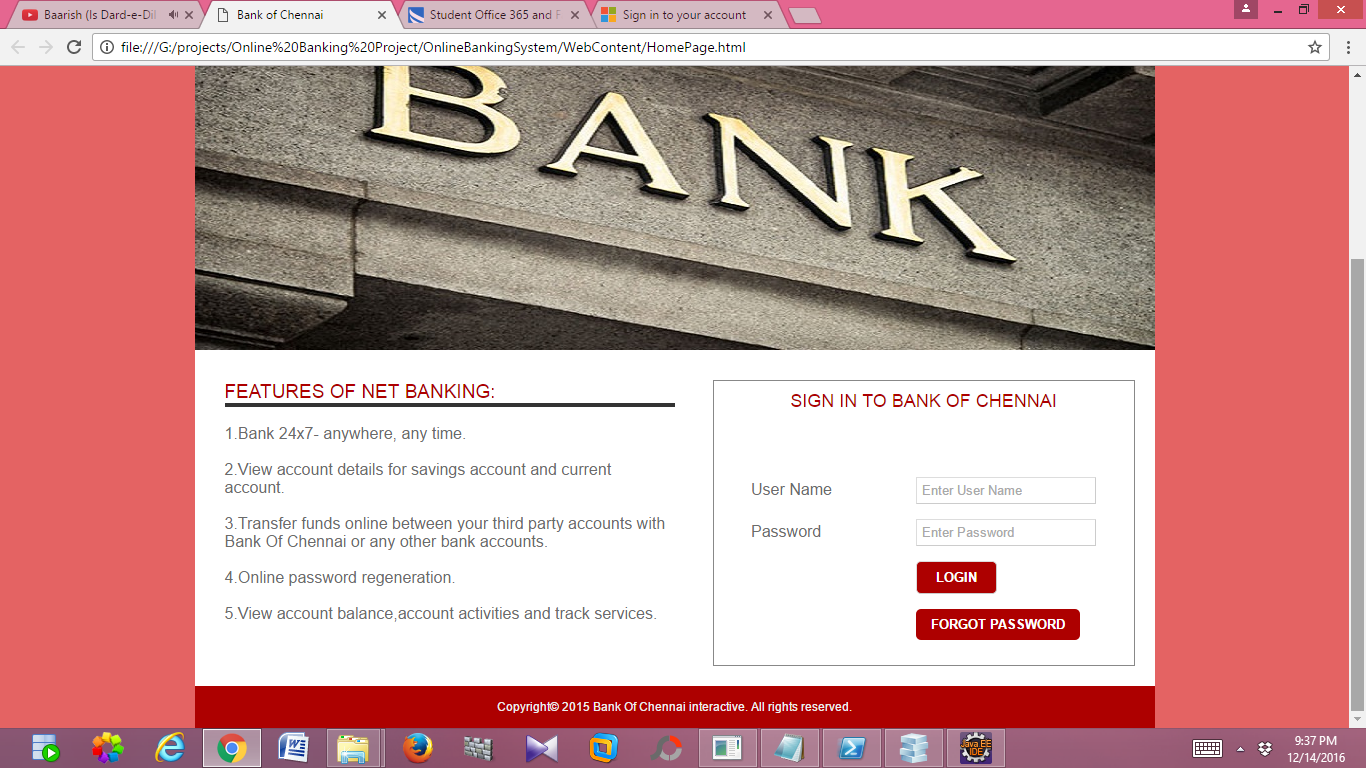 Baarish (Is Dard-e-Dil
Bank of Chennai
Student Office 365 and F
Sign in to your account
file:///G:/projects/Online%20Banking%20Project/OnlineBankingSystem/WebContent/HomePage.html
BANK
FEATURES OF NET BANKING:
1.Bank 24x7- anywhere, any time.
2.View account details for savings account and current
account.
3.Transfer funds online between your third party accounts with
Bank Of Chennai or any other bank accounts.
4.Online password regeneration.
5.View account balance,account activities and track services.
SIGN IN TO BANK OF CHENNAI
User Name
Enter User Name
Password
Enter Password
LOGIN
FORGOT PASSWORD
Copyright© 2015 Bank Of Chennai interactive. All rights reserved.
Java EE
IDE
9:37 PM
12/14/2016